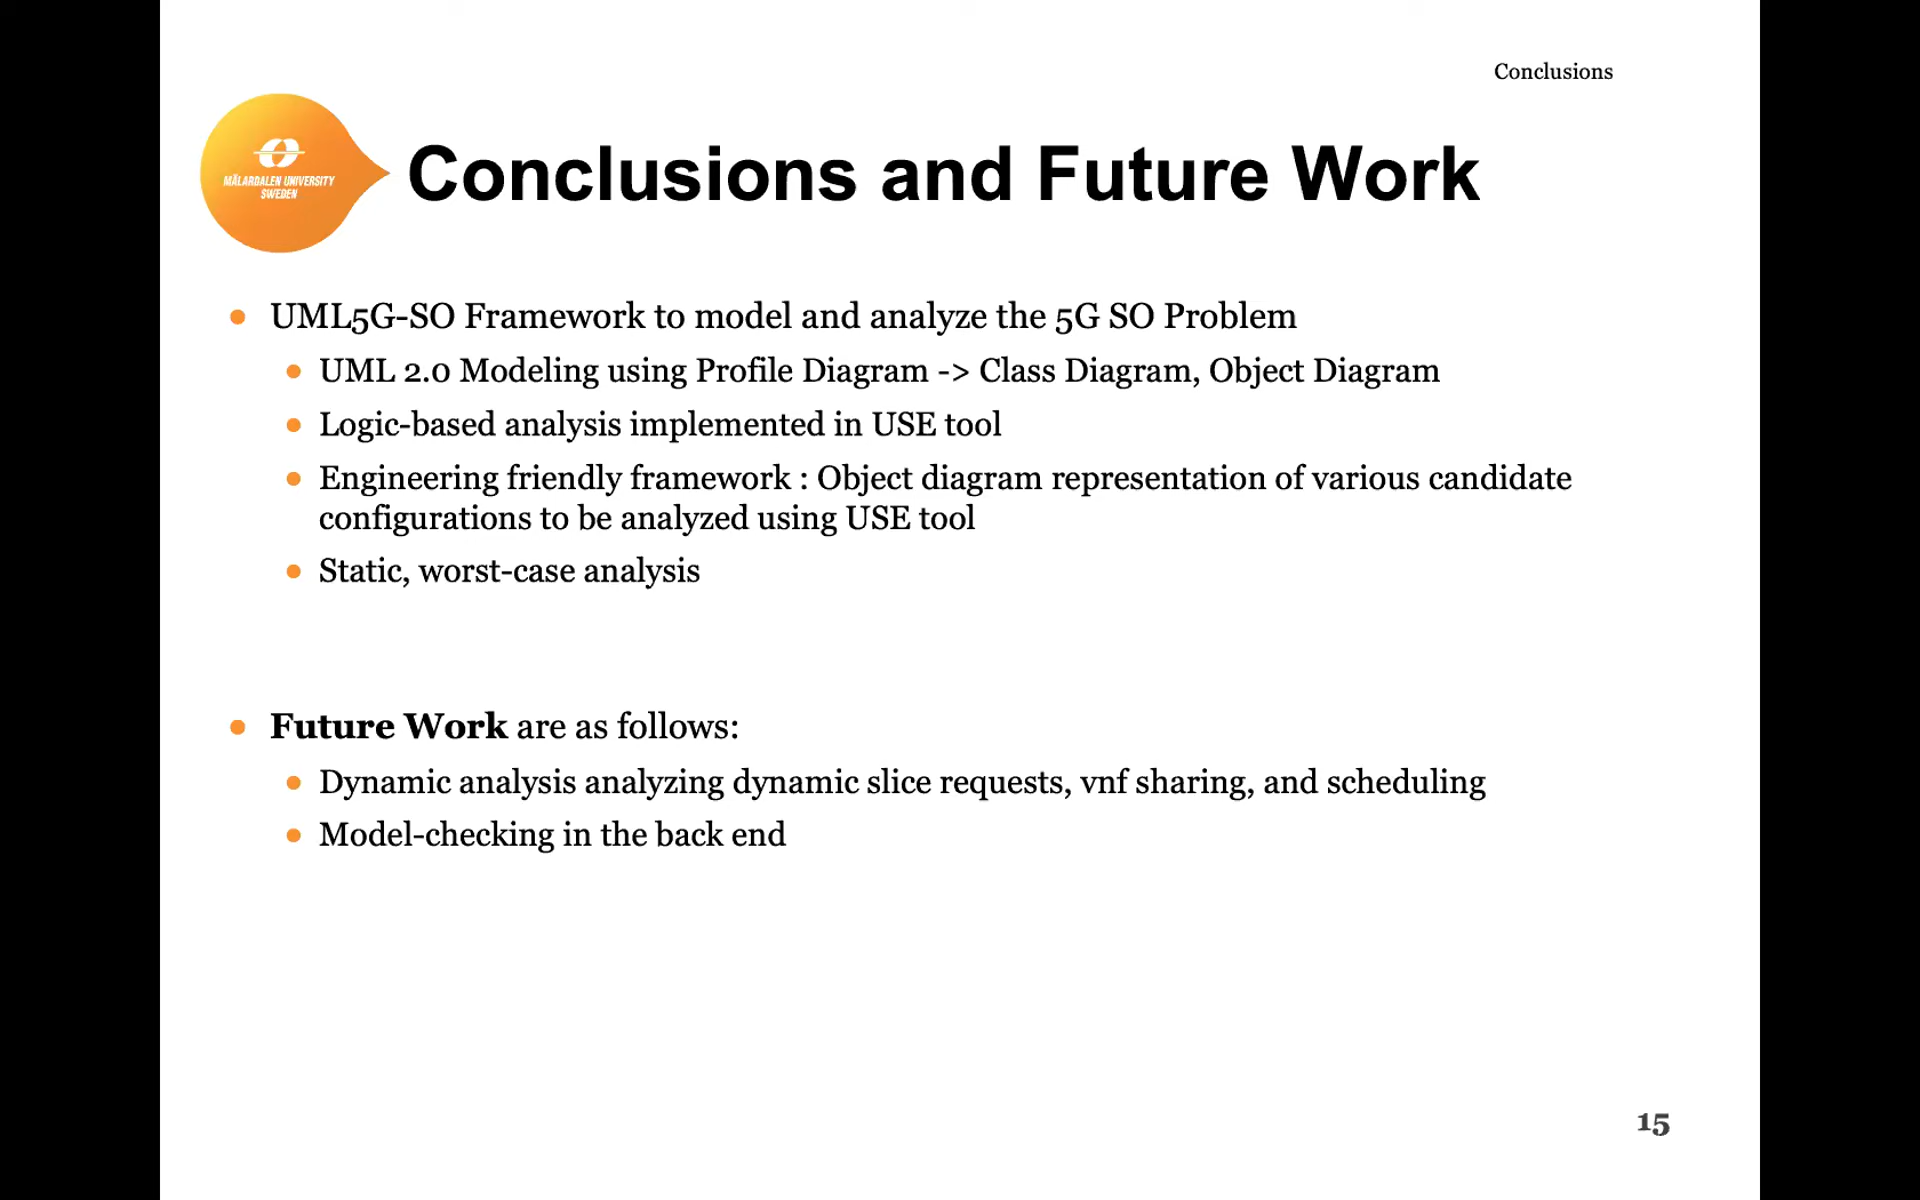 Conclusions
MÄLARDALEN UNIVERSITY
SWEDEN
Conclusions and Future Work
UML5G-SO Framework to model and analyze the 5G SO Problem
UML 2.0 Modeling using Profile Diagram -> Class Diagram, Object Diagram
Logic-based analysis implemented in USE tool
Engineering friendly framework : Object diagram representation of various candidate
configurations to be analyzed using USE tool
Static, worst-case analysis
Future Work are as follows:
Dynamic analysis analyzing dynamic slice requests, vnf sharing, and scheduling
Model-checking in the back end
15